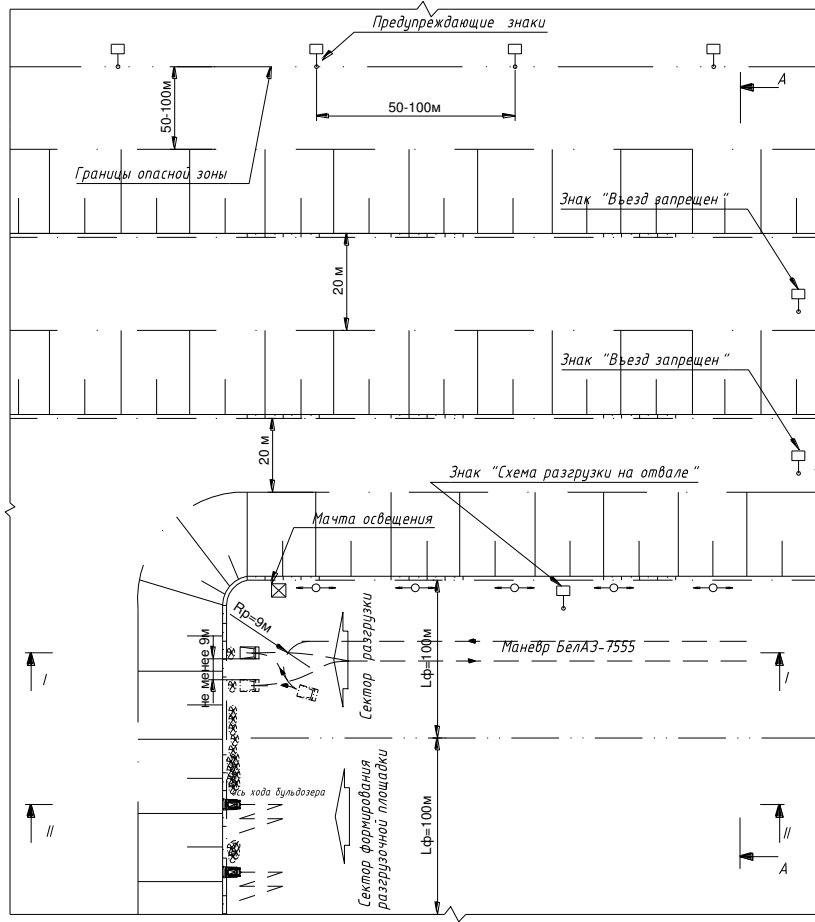 Предупреждающие знаки
А
50-100м
50-100м
Границы опасной зоны
Знак "Въезд запрещен"
20 м
Знак "Въезд запрещен"
20 м
Знак "Схема разгрузки на отвале"
Мачта освещения
Rр=9м
не менее 9м
Сектор разгрузки
Lф=100м
Маневр БелАЗ-7555
I
I
ось хода бульдозера
Сектор формирования
разгрузочной площадки
Lф=100м
II
II
А